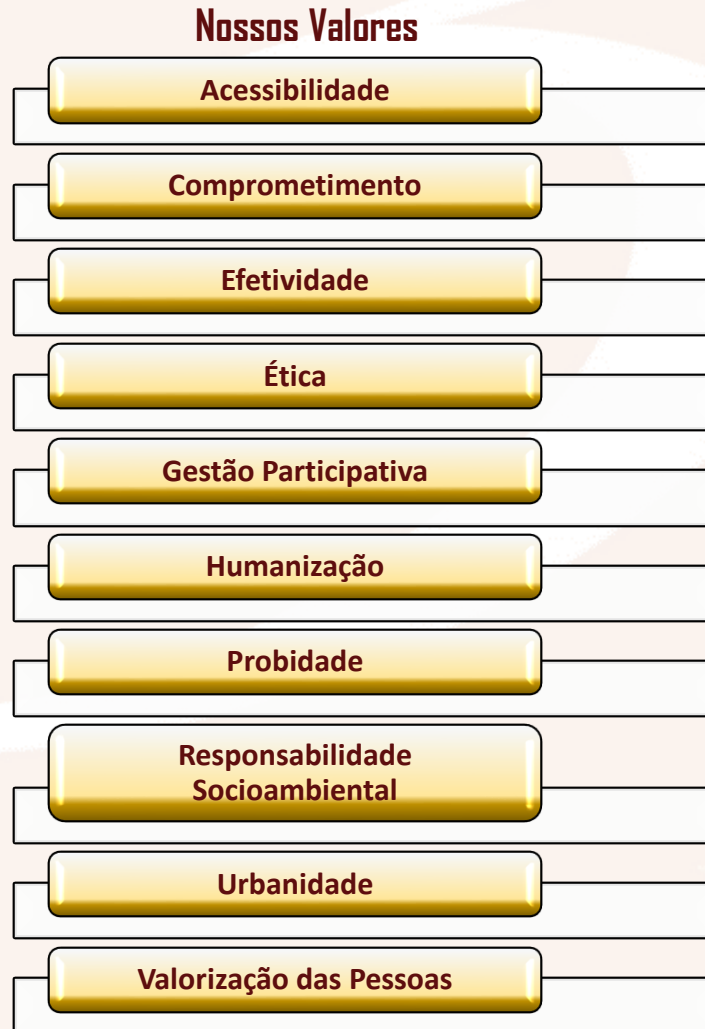 Nossos Valores
Acessibilidade
Comprometimento
Efetividade
Ética
Gestão Participativa
Humanização
Probidade
Responsabilidade
Socioambiental
Urbanidade
Valorização das Pessoas